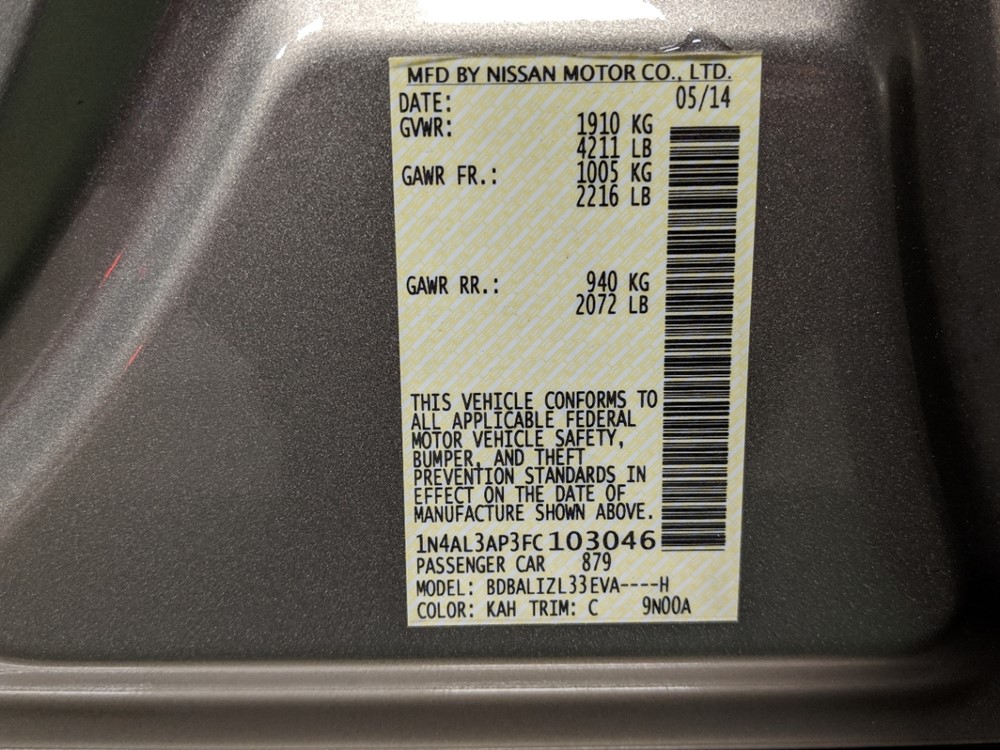 MFD BY NISSAN MOTOR CO., LTD.
DATE: 05/14
GVWR: 1910 KG
4211 LB
GAWR FR.: 1005 KG
2216 LB
GAWR RR.: 940 KG
2072 LB
THIS VEHICLE CONFORMS TO
ALL APPLICABLE FEDERAL
MOTOR VEHICLE SAFETY,
BUMPER, AND THEFT
PREVENTION STANDARDS IN
EFFECT ON THE DATE OF
MANUFACTURE SHOWN ABOVE.
1N4AL3AP3FC103046
PASSENGER CAR 879
MODEL: BDBALIZL33EVA----H
COLOR: KAH TRIM: C 9N00A